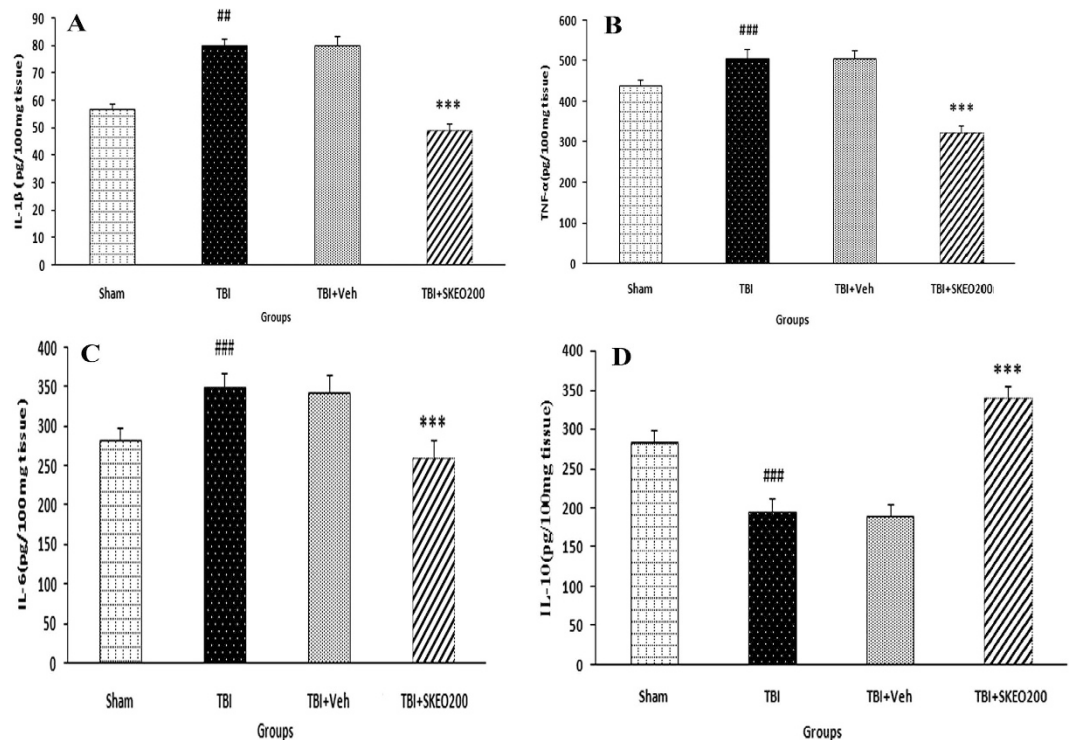 A
IL-1β (pg/100mg tissue)
90
80
70
60
50
40
30
20
10
0
##
***
Sham TBI TBI+Veh TBI+SKEO200
Groups
B
TNF-α(pg/100mg tissue)
600
500
400
300
200
100
0
###
***
Sham TBI TBI+Veh TBI+SKEO200
Groups
C
IL-6(pg/100mg tissue)
400
350
300
250
200
150
100
50
0
###
***
Sham TBI TBI+Veh TBI+SKEO200
Groups
D
IL-10(pg/100mg tissue)
400
350
300
250
200
150
100
50
0
###
***
Sham TBI TBI+Veh TBI+SKEO200
Groups